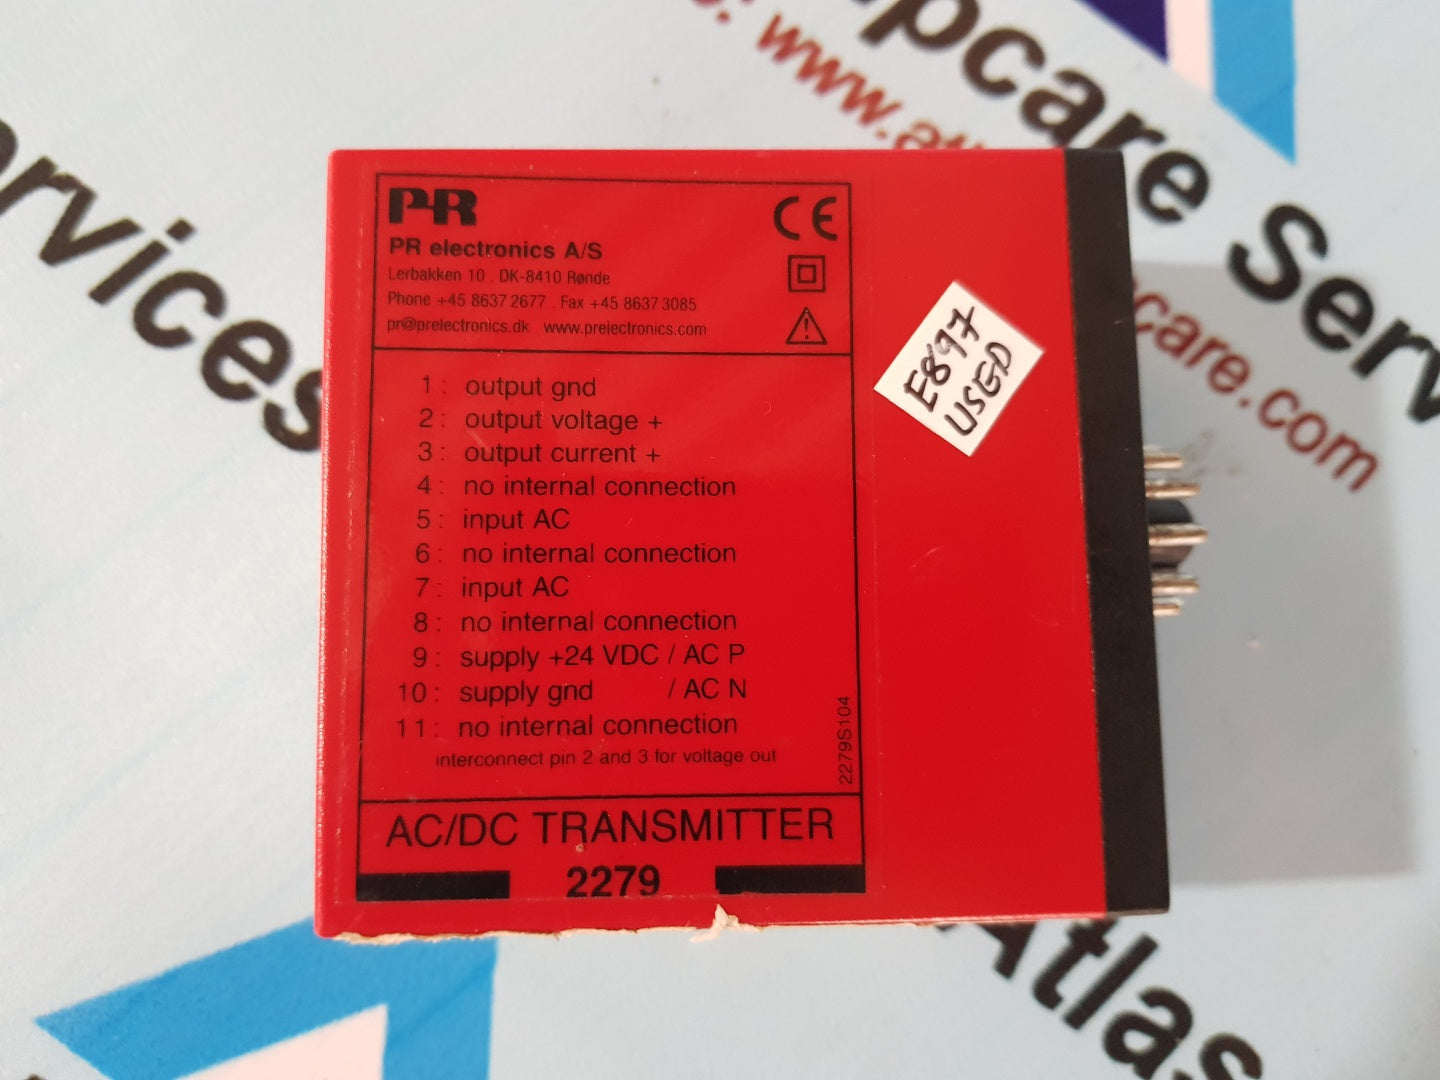 pcare Serv
www.atl
ervices
care.com
PR
PR electronics A/S
Lerbakken 10 . DK-8410 Rønde
Phone +45 8637 2677 . Fax +45 8637 3085
pr@prelectronics.dk www.prelectronics.com
CE
E897
USED
1: output gnd
2: output voltage +
3: output current +
4: no internal connection
5: input AC
6: no internal connection
7: input AC
8: no internal connection
9: supply +24 VDC / AC P
10: supply gnd / AC N
11: no internal connection
interconnect pin 2 and 3 for voltage out
2279S104
AC/DC TRANSMITTER
2279
Atlas